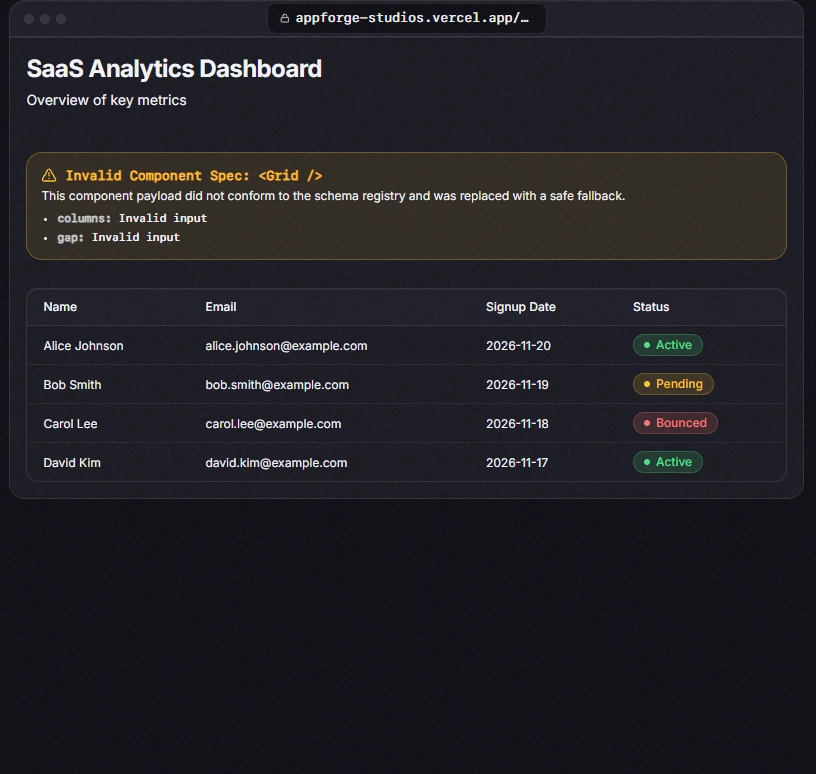 appforge-studios.vercel.app/…
SaaS Analytics Dashboard
Overview of key metrics
Invalid Component Spec: <Grid />
This component payload did not conform to the schema registry and was replaced with a safe fallback.
• columns: Invalid input
• gap: Invalid input
Name Email Signup Date Status
Alice Johnson alice.johnson@example.com 2026-11-20 Active
Bob Smith bob.smith@example.com 2026-11-19 Pending
Carol Lee carol.lee@example.com 2026-11-18 Bounced
David Kim david.kim@example.com 2026-11-17 Active